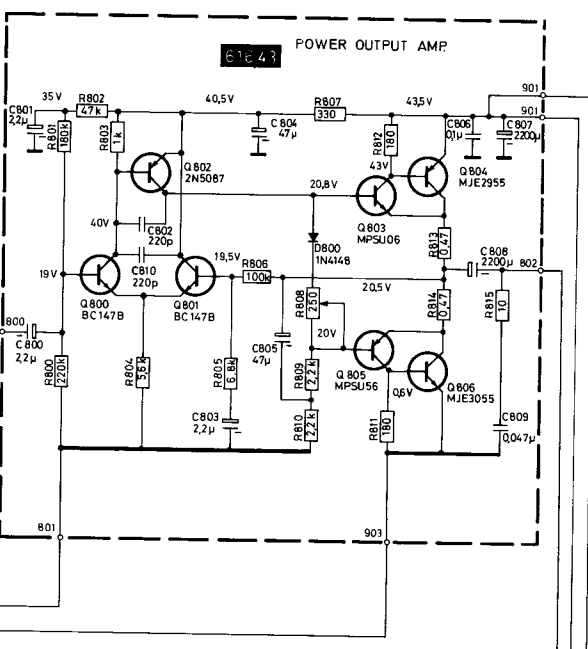 POWER OUTPUT AMP.
61643
901
901
35V
R802
47k
40,5V
R807
330
43,5V
C801
2,2µ
R801
180k
R803
1k
C804
47µ
R812
180
C806
0,1µ
C807
2200µ
Q802
2N5087
43V
Q804
MJE2955
20,8V
Q803
MPSU06
40V
C802
220p
D800
1N4148
R813
0,47
C810
220p
19,5V
R806
100k
C808
2200µ
802
19V
Q800
BC147B
Q801
BC147B
R808
250
20,5V
R814
0,47
R815
10
800
C800
2,2µ
20V
C805
47µ
R800
220k
R804
5,6k
R805
6,8k
R809
2,2k
Q805
MPSU56
0,6V
Q806
MJE3055
C803
2,2µ
R810
2,2k
R811
180
C809
0,047µ
801
903